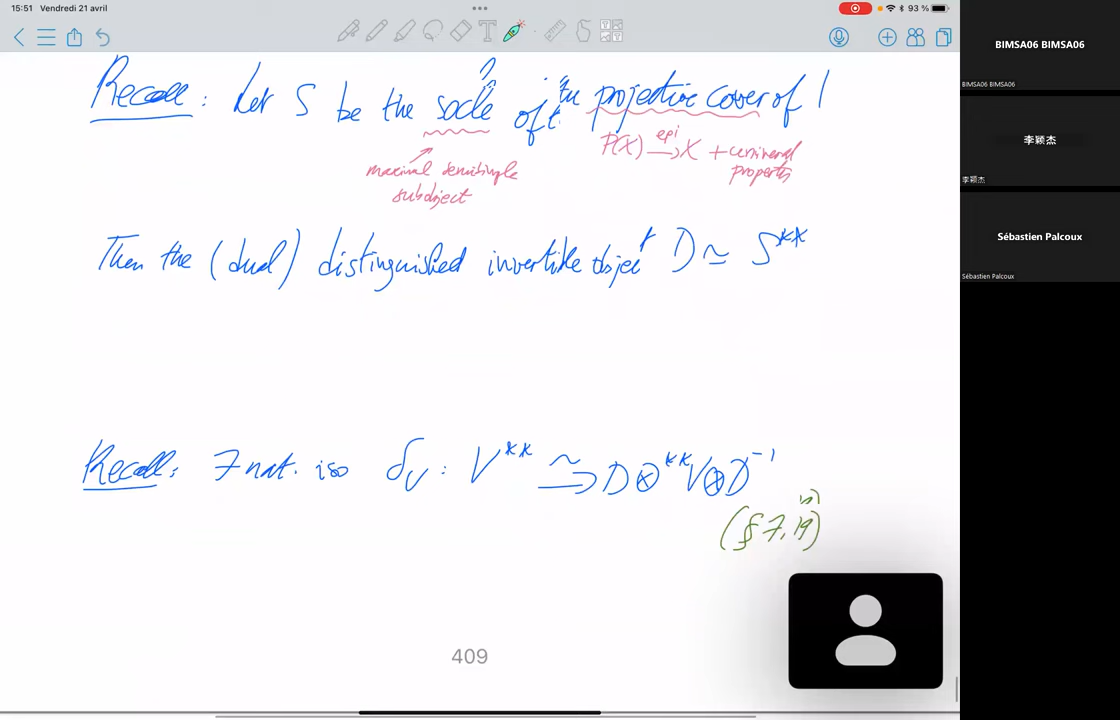 15:51 Vendredi 21 avril
93 %
Recall : Let S be the socle of the projective cover of 1
P(X) epi → X + universal property
maximal semisimple subobject
Then the (dual) distinguished invertible object D ≃ S**
Recall: ∃ nat. iso δ_V : V** ≃→ D ⊗ **V ⊗ D⁻¹
(§ 7.19)
409
BIMSA06 BIMSA06
BIMSA06 BIMSA06
李颖杰
李颖杰
Sébastien Palcoux
Sébastien Palcoux